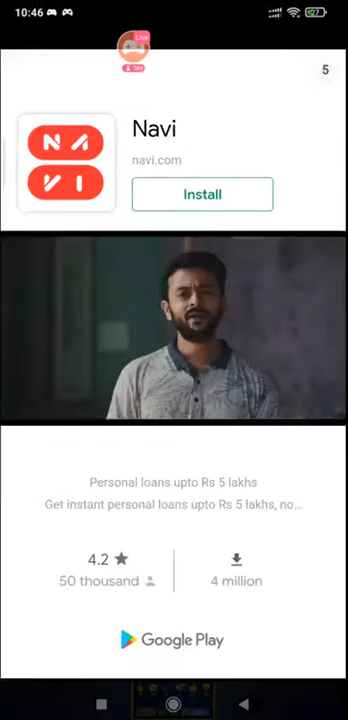 10:46
27
Live
5
Navi
navi.com
NA
VI
Install
Personal loans upto Rs 5 lakhs
Get instant personal loans upto Rs 5 lakhs, no...
4.2 ★
50 thousand
4 million
Google Play